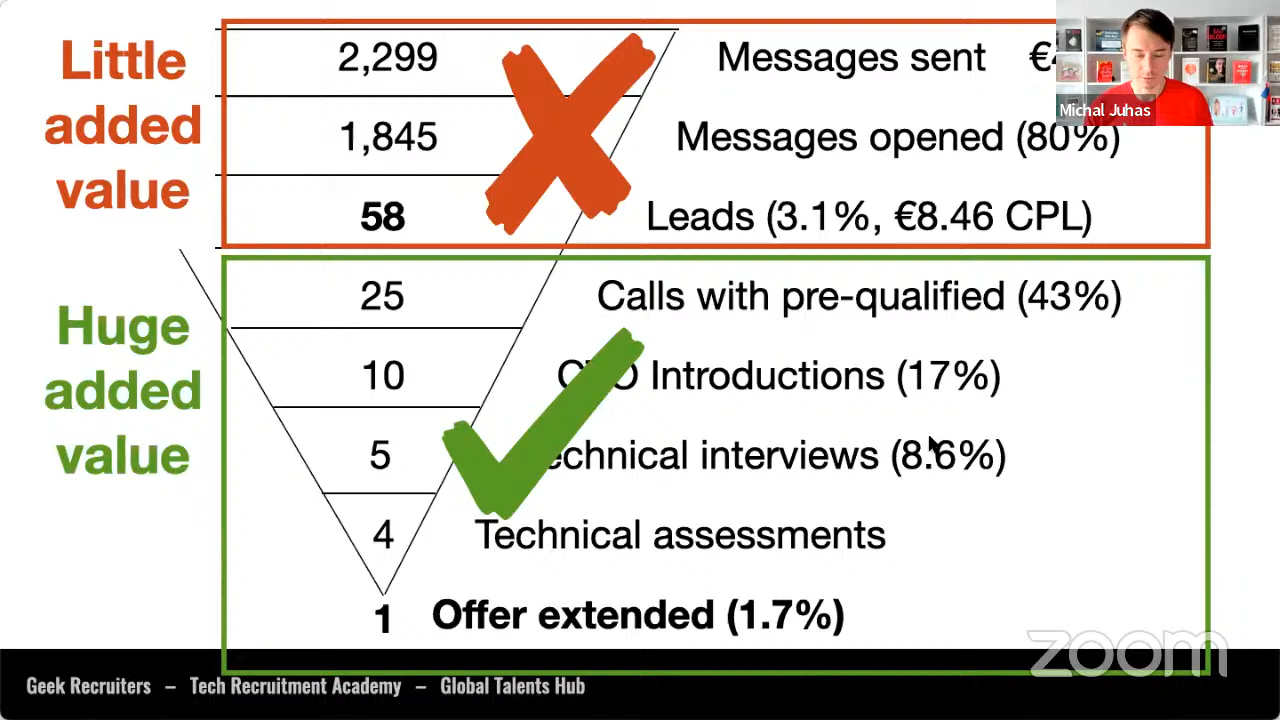 Little
added
value
2,299 Messages sent
1,845 Messages opened (80%)
58 Leads (3.1%, €8.46 CPL)
Michal Juhas
Huge
added
value
25 Calls with pre-qualified (43%)
10 Introductions (17%)
5 interviews (8.6%)
4 Technical assessments
1 Offer extended (1.7%)
zoom
Geek Recruiters – Tech Recruitment Academy – Global Talents Hub